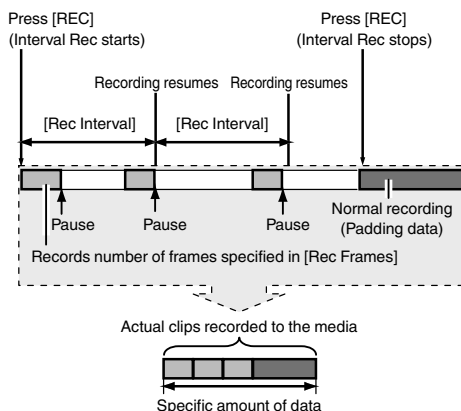 Press [REC]
(Interval Rec starts)
Press [REC]
(Interval Rec stops)
Recording resumes
Recording resumes
[Rec Interval]
[Rec Interval]
Pause
Pause
Pause
Normal recording
(Padding data)
Records number of frames specified in [Rec Frames]
Actual clips recorded to the media
Specific amount of data